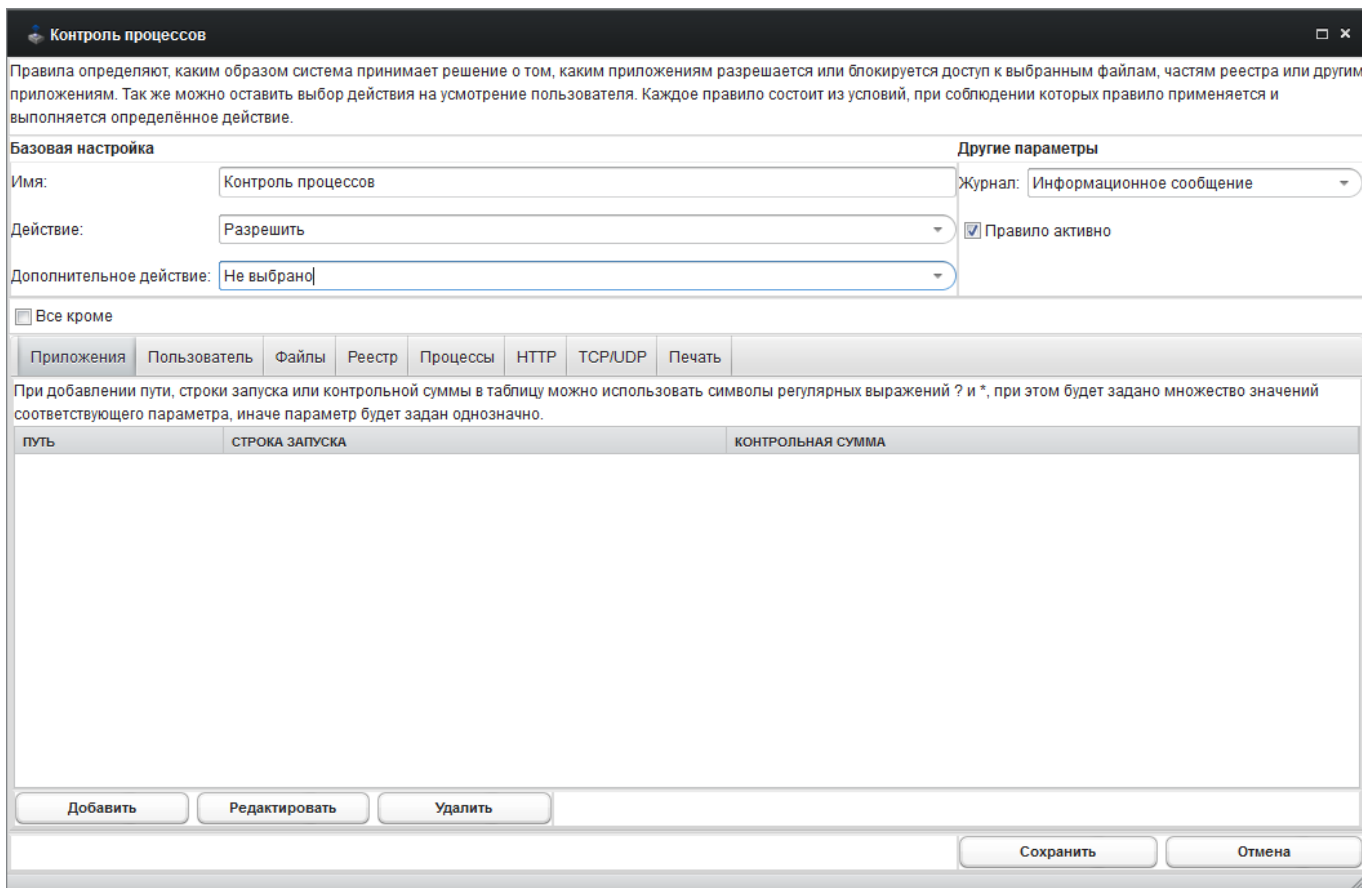 Контроль процессов
Правила определяют, каким образом система принимает решение о том, каким приложениям разрешается или блокируется доступ к выбранным файлам, частям реестра или другим
приложениям. Так же можно оставить выбор действия на усмотрение пользователя. Каждое правило состоит из условий, при соблюдении которых правило применяется и
выполняется определённое действие.
Базовая настройка
Другие параметры
Имя: Контроль процессов
Журнал: Информационное сообщение
Действие: Разрешить
Правило активно
Дополнительное действие: Не выбрано
Все кроме
Приложения Пользователь Файлы Реестр Процессы HTTP TCP/UDP Печать
При добавлении пути, строки запуска или контрольной суммы в таблицу можно использовать символы регулярных выражений ? и *, при этом будет задано множество значений
соответствующего параметра, иначе параметр будет задан однозначно.
ПУТЬ СТРОКА ЗАПУСКА КОНТРОЛЬНАЯ СУММА
Добавить Редактировать Удалить
Сохранить Отмена